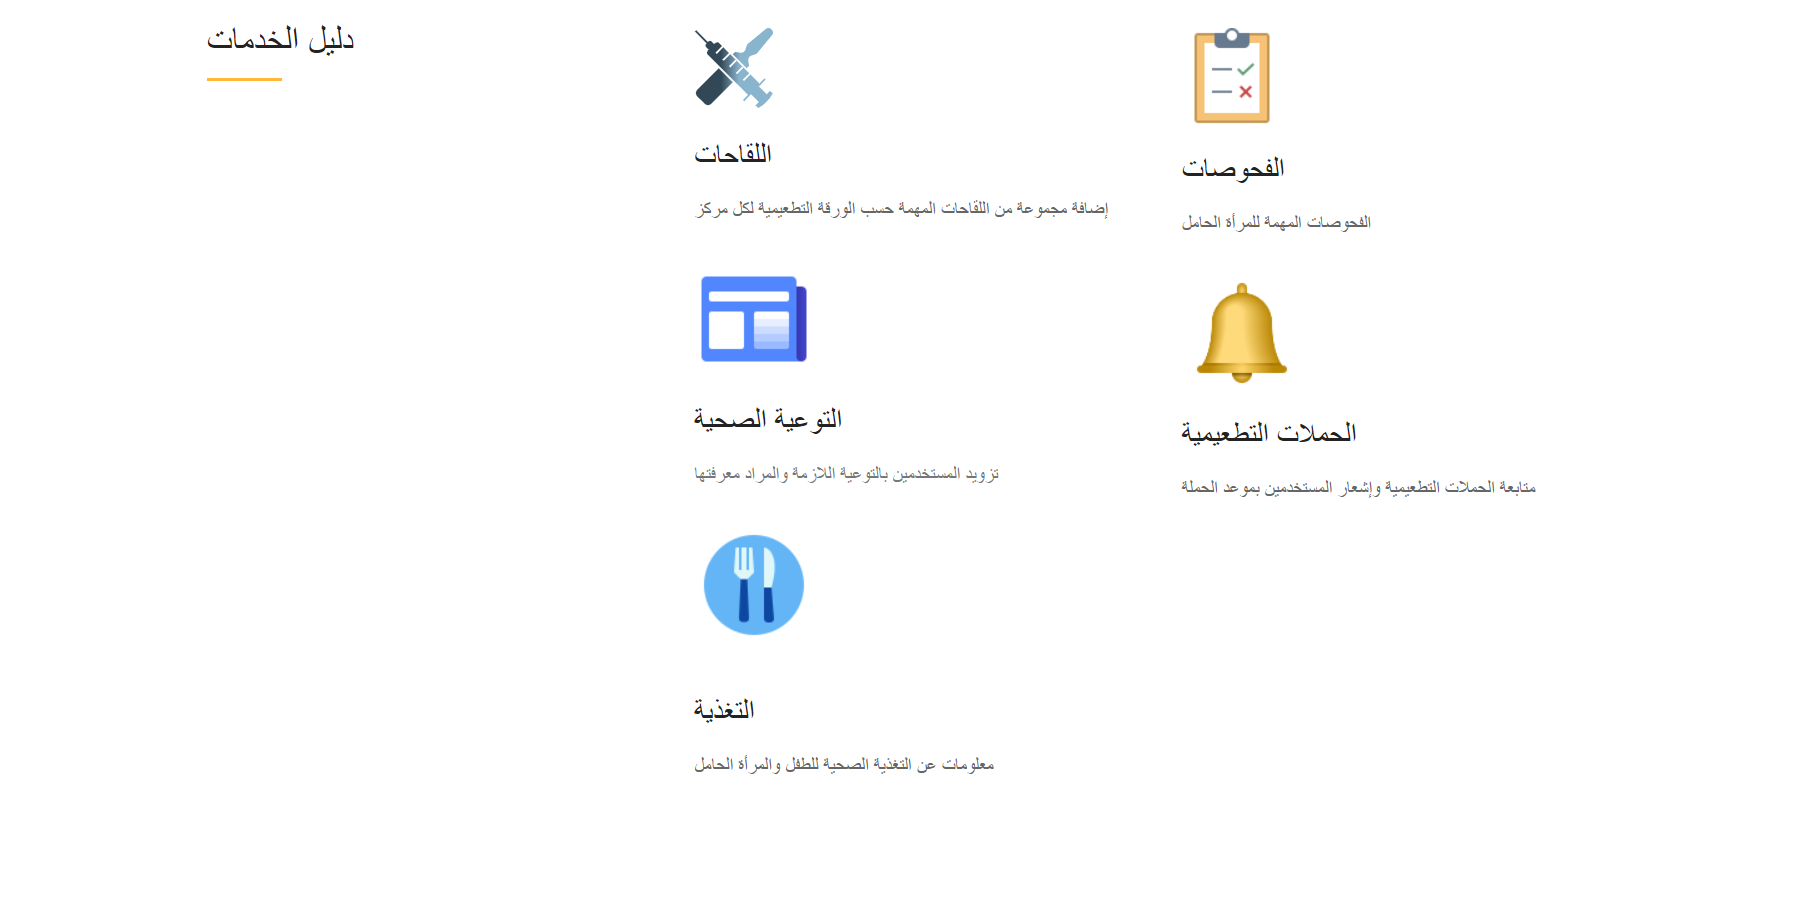 دليل الخدمات
اللقاحات
إضافة مجموعة من اللقاحات المهمة حسب الورقة التطعيمية لكل مركز
الفحوصات
الفحوصات المهمة للمرأة الحامل
التوعية الصحية
تزويد المستخدمين بالتوعية اللازمة والمراد معرفتها
الحملات التطعيمية
متابعة الحملات التطعيمية وإشعار المستخدمين بموعد الحملة
التغذية
معلومات عن التغذية الصحية للطفل والمرأة الحامل